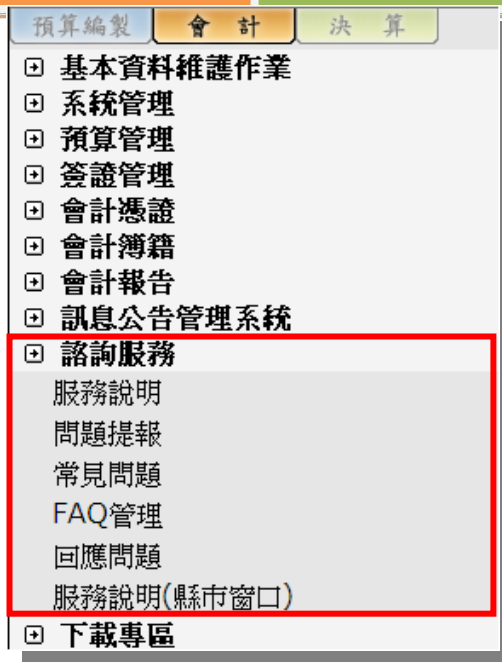 預算編製 會計 決算
基本資料維護作業
系統管理
預算管理
簽證管理
會計憑證
會計簿籍
會計報告
訊息公告管理系統
諮詢服務
服務說明
問題提報
常見問題
FAQ管理
回應問題
服務說明(縣市窗口)
下載專區